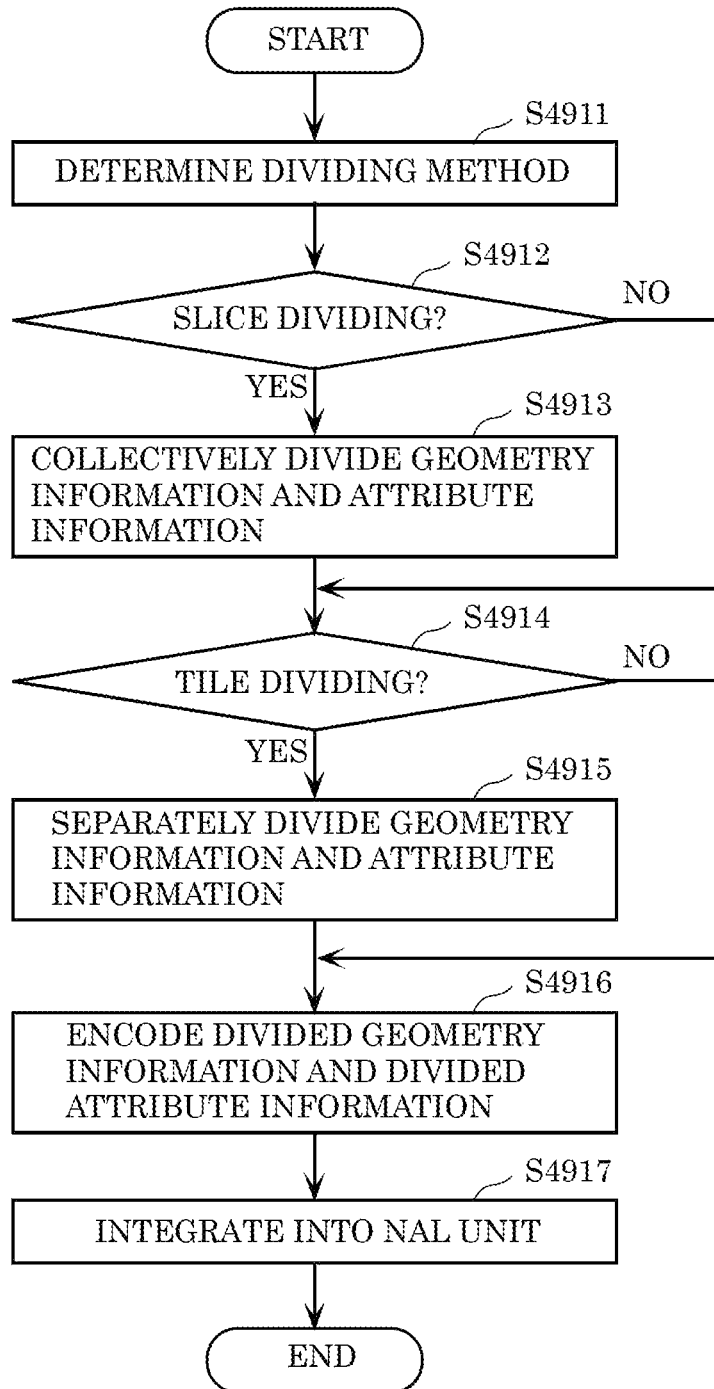 START
S4911
DETERMINE DIVIDING METHOD
S4912
SLICE DIVIDING?
NO
YES
S4913
COLLECTIVELY DIVIDE GEOMETRY
INFORMATION AND ATTRIBUTE
INFORMATION
S4914
TILE DIVIDING?
NO
YES
S4915
SEPARATELY DIVIDE GEOMETRY
INFORMATION AND ATTRIBUTE
INFORMATION
S4916
ENCODE DIVIDED GEOMETRY
INFORMATION AND DIVIDED
ATTRIBUTE INFORMATION
S4917
INTEGRATE INTO NAL UNIT
END